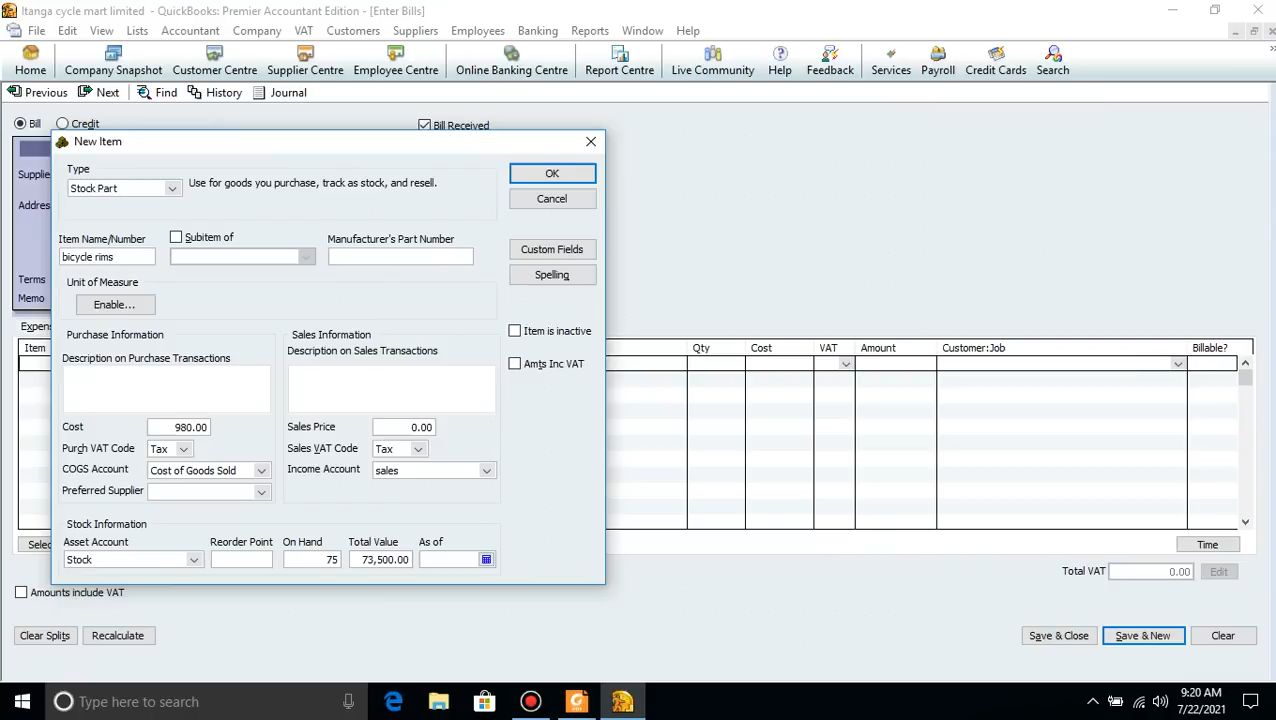 Itanga cycle mart limited - QuickBooks: Premier Accountant Edition - [Enter Bills]
File Edit View Lists Accountant Company VAT Customers Suppliers Employees Banking Reports Window Help
Home Company Snapshot Customer Centre Supplier Centre Employee Centre Online Banking Centre Report Centre Live Community Help Feedback Services Payroll Credit Cards Search
Previous Next Find History Journal
Bill Credit Bill Received
New Item
Type
Supplie
Stock Part Use for goods you purchase, track as stock, and resell.
OK
Cancel
Addres
Item Name/Number Subitem of Manufacturer's Part Number
bicycle rims
Custom Fields
Spelling
Terms
Unit of Measure
Memo
Enable...
Expens
Purchase Information Sales Information
Item is inactive
Item Qty Cost VAT Amount Customer:Job Billable?
Description on Purchase Transactions Description on Sales Transactions
Amts Inc VAT
Cost 980.00 Sales Price 0.00
Purch VAT Code Tax Sales VAT Code Tax
COGS Account Cost of Goods Sold Income Account sales
Preferred Supplier
Stock Information
Asset Account Reorder Point On Hand Total Value As of
Stock 75 73,500.00
Selec
Time
Total VAT 0.00 Edit
Amounts include VAT
Clear Splits Recalculate Save & Close Save & New Clear
Type here to search
9:20 AM
7/22/2021